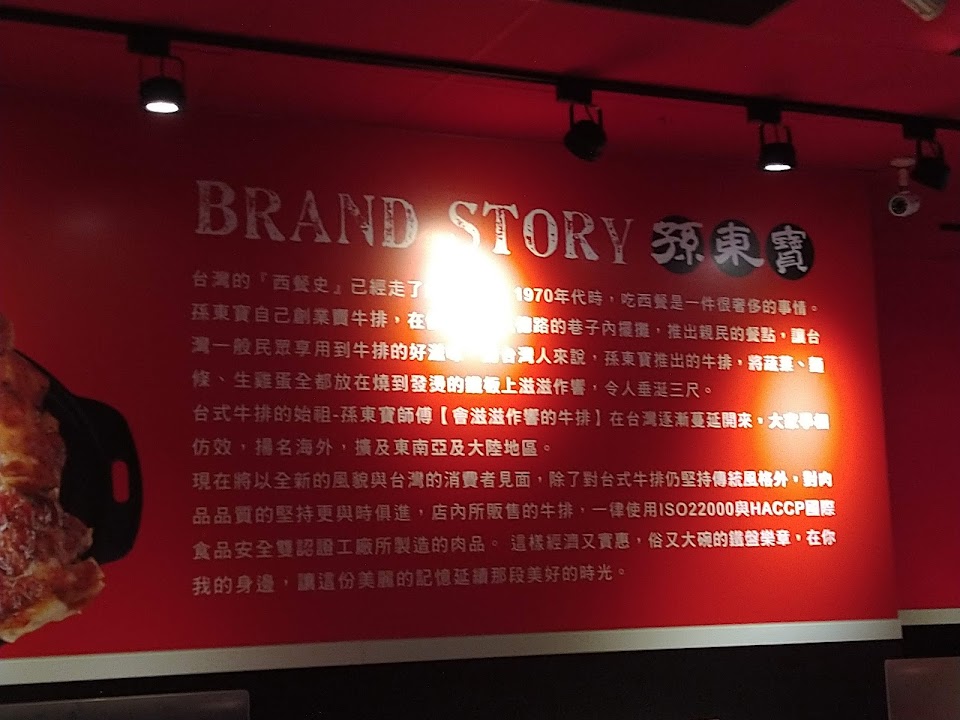 BRAND STORY 孫東寶
台灣的『西餐史』已經走了 1970年代時，吃西餐是一件很奢侈的事情。
孫東寶自己創業賣牛排，在 路的巷子內擺攤，推出親民的餐點，讓台
灣一般民眾享用到牛排的好滋 台灣人來說，孫東寶推出的牛排，將蔬菜、麵
條、生雞蛋全都放在燒到發燙的鐵板上滋滋作響，令人垂涎三尺。
台式牛排的始祖-孫東寶師傅【會滋滋作響的牛排】在台灣逐漸蔓延開來，大家爭相
仿效，揚名海外，擴及東南亞及大陸地區。
現在將以全新的風貌與台灣的消費者見面，除了對台式牛排仍堅持傳統風格外，對肉
品品質的堅持更與時俱進，店內所販售的牛排，一律使用ISO22000與HACCP國際
食品安全雙認證工廠所製造的肉品。 這樣經濟又實惠，俗又大碗的鐵盤樂章，在你
我的身邊，讓這份美麗的記憶延續那段美好的時光。